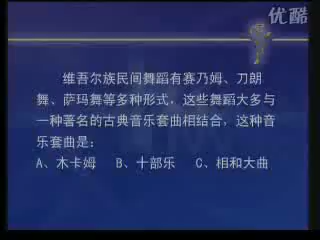 优酷
维吾尔族民间舞蹈有赛乃姆、刀朗
舞、萨玛舞等多种形式，这些舞蹈大多与
一种著名的古典音乐套曲相结合，这种音
乐套曲是：
A、木卡姆 B、十部乐 C、相和大曲